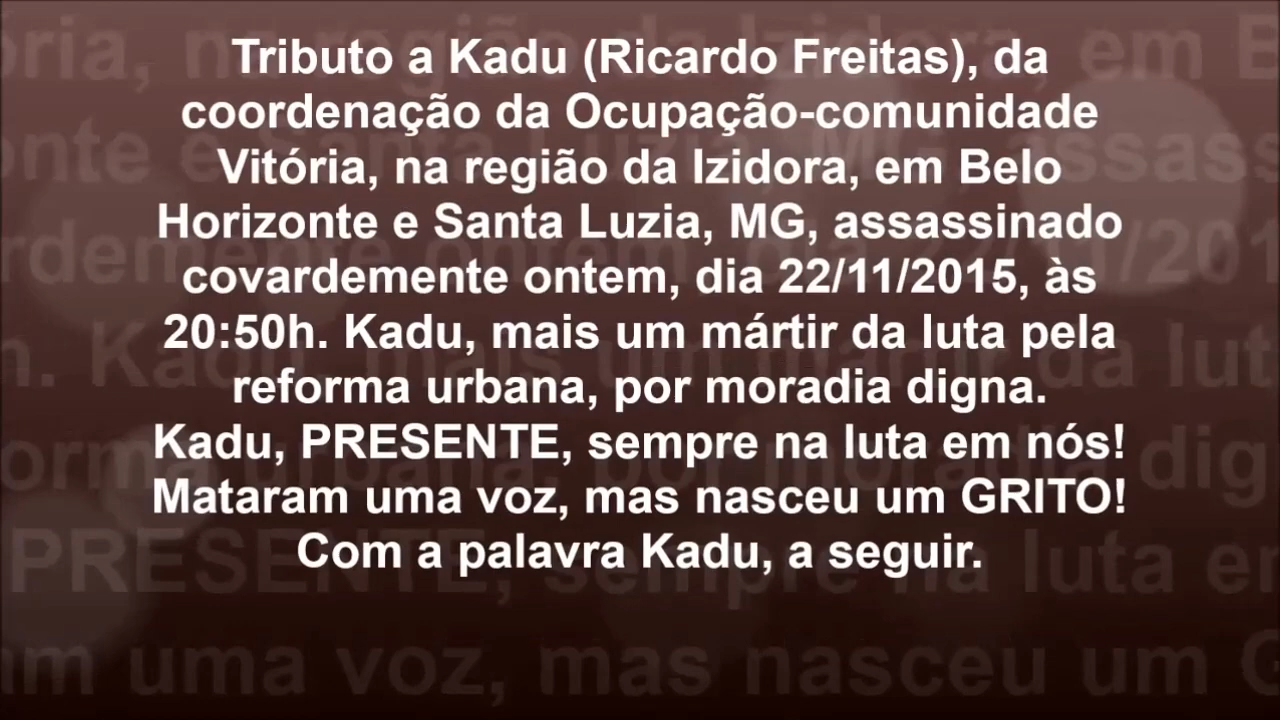 Tributo a Kadu (Ricardo Freitas), da
coordenação da Ocupação-comunidade
Vitória, na região da Izidora, em Belo
Horizonte e Santa Luzia, MG, assassinado
covardemente ontem, dia 22/11/2015, às
20:50h. Kadu, mais um mártir da luta pela
reforma urbana, por moradia digna.
Kadu, PRESENTE, sempre na luta em nós!
Mataram uma voz, mas nasceu um GRITO!
Com a palavra Kadu, a seguir.